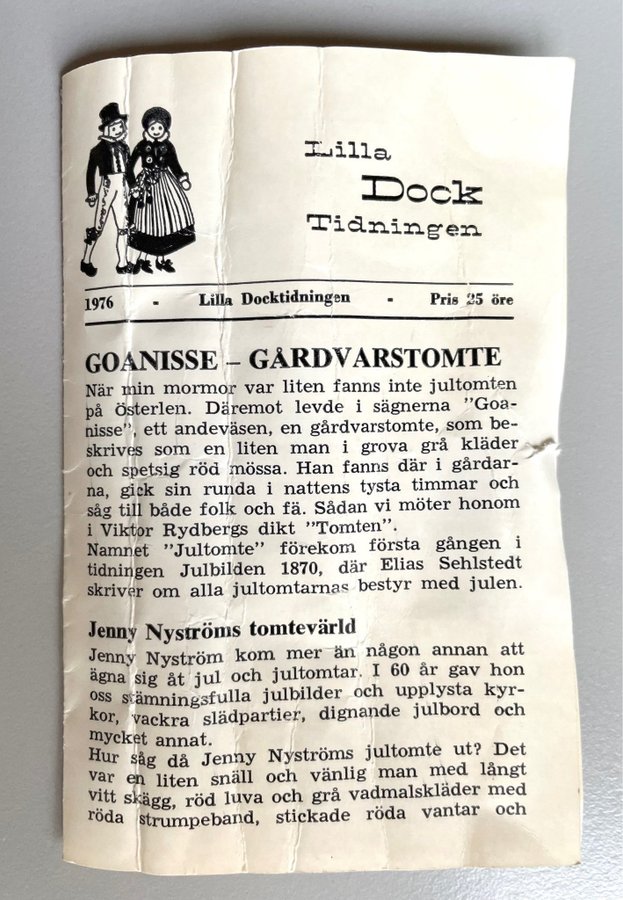 Lilla
Dock
Tidningen
1976 - Lilla Docktidningen - Pris 25 öre
GOANISSE – GÅRDVARSTOMTE
När min mormor var liten fanns inte jultomten
på Österlen. Däremot levde i sägnerna "Goa-
nisse", ett andeväsen, en gårdvarstomte, som be-
skrives som en liten man i grova grå kläder
och spetsig röd mössa. Han fanns där i gårdar-
na, gick sin runda i nattens tysta timmar och
såg till både folk och fä. Sådan vi möter honom
i Viktor Rydbergs dikt "Tomten".
Namnet "Jultomte" förekom första gången i
tidningen Julbilden 1870, där Elias Sehlstedt
skriver om alla jultomtarnas bestyr med julen.
Jenny Nyströms tomtevärld
Jenny Nyström kom mer än någon annan att
ägna sig åt jul och jultomtar. I 60 år gav hon
oss stämningsfulla julbilder och upplysta kyr-
kor, vackra slädpartier, dignande julbord och
mycket annat.
Hur såg då Jenny Nyströms jultomte ut? Det
var en liten snäll och vänlig man med långt
vitt skägg, röd luva och grå vadmalskläder med
röda strumpeband, stickade röda vantar och